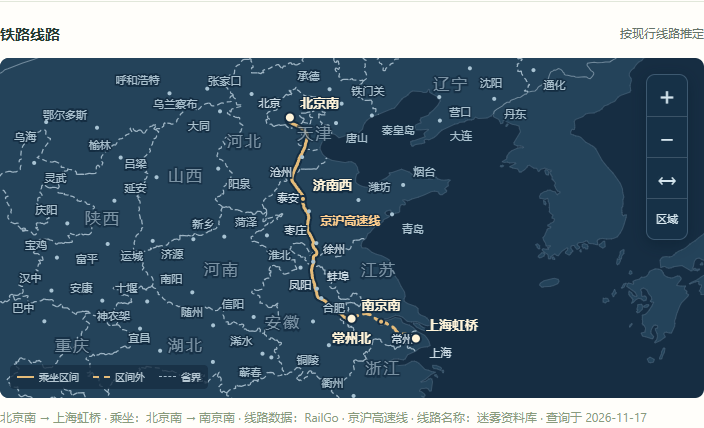 铁路线路
按现行线路推定
呼和浩特
张家口
承德
辽宁
沈阳
通化
铁门关
乌兰察布
北京
北京南
鄂尔多斯
营口
丹东
大同
天津
秦皇岛
大连
乌海
河北
唐山
榆林
吕梁
沧州
烟台
灵武
山西
阳泉
济南西
潍坊
延安
泰安
庆阳
陕西
新乡
菏泽
枣庄
京沪高速线
青岛
宝鸡
运城
济源
淮北
徐州
富平
河南
江苏
汉中
南阳
凤阳
蚌埠
安康
十堰
巴中
随州
信阳
合肥
南京南
神农架
安徽
上海虹桥
宜昌
浠水
常州北
常州
重庆
湖北
上海
铜陵
蕲春
浙江
衢州
+
−
↔
区域
乘坐区间
区间外
省界
北京南 → 上海虹桥 · 乘坐：北京南 → 南京南 · 线路数据：RailGo · 京沪高速线 · 线路名称：迷雾资料库 · 查询于 2026-11-17